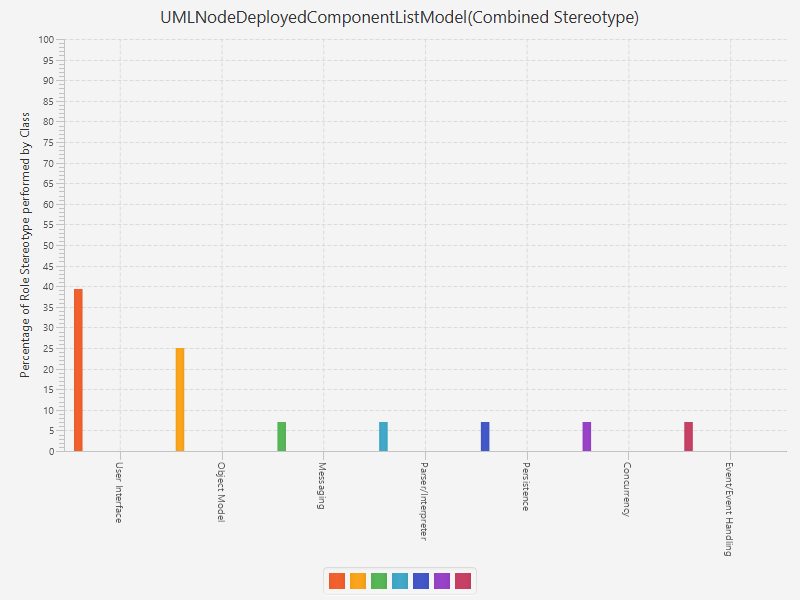 UMLNodeDeployedComponentListModel(Combined Stereotype)
Percentage of Role Stereotype performed by Class
100
95
90
85
80
75
70
65
60
55
50
45
40
35
30
25
20
15
10
5
0
User Interface
Object Model
Messaging
Parser/Interpreter
Persistence
Concurrency
Event/Event Handling